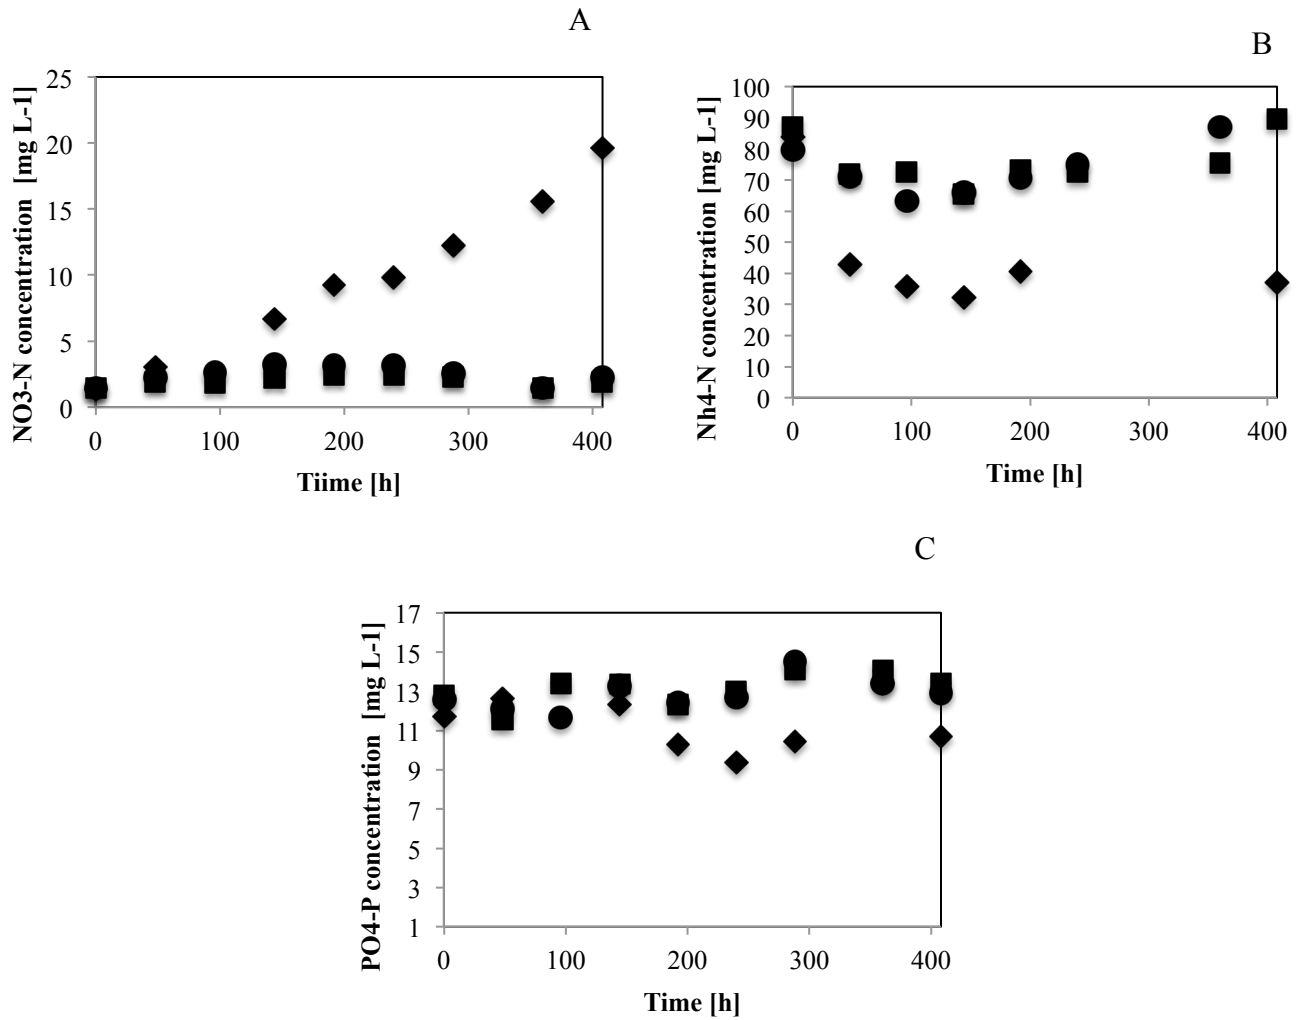 A
NO3-N concentration [mg L-1]
25
20
15
10
5
0
0 100 200 300 400
Tiime [h]
B
Nh4-N concentration [mg L-1]
100
90
80
70
60
50
40
30
20
10
0
0 100 200 300 400
Time [h]
C
PO4-P concentration [mg L-1]
17
15
13
11
9
7
5
3
1
0 100 200 300 400
Time [h]